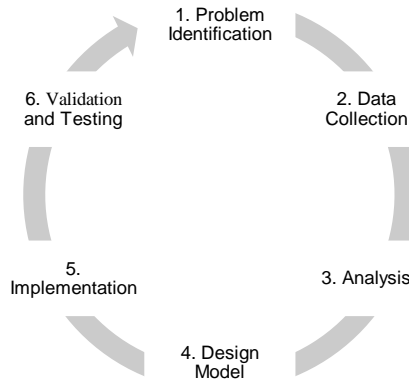 1. Problem
Identification
2. Data
Collection
3. Analysis
4. Design
Model
5.
Implementation
6. Validation
and Testing